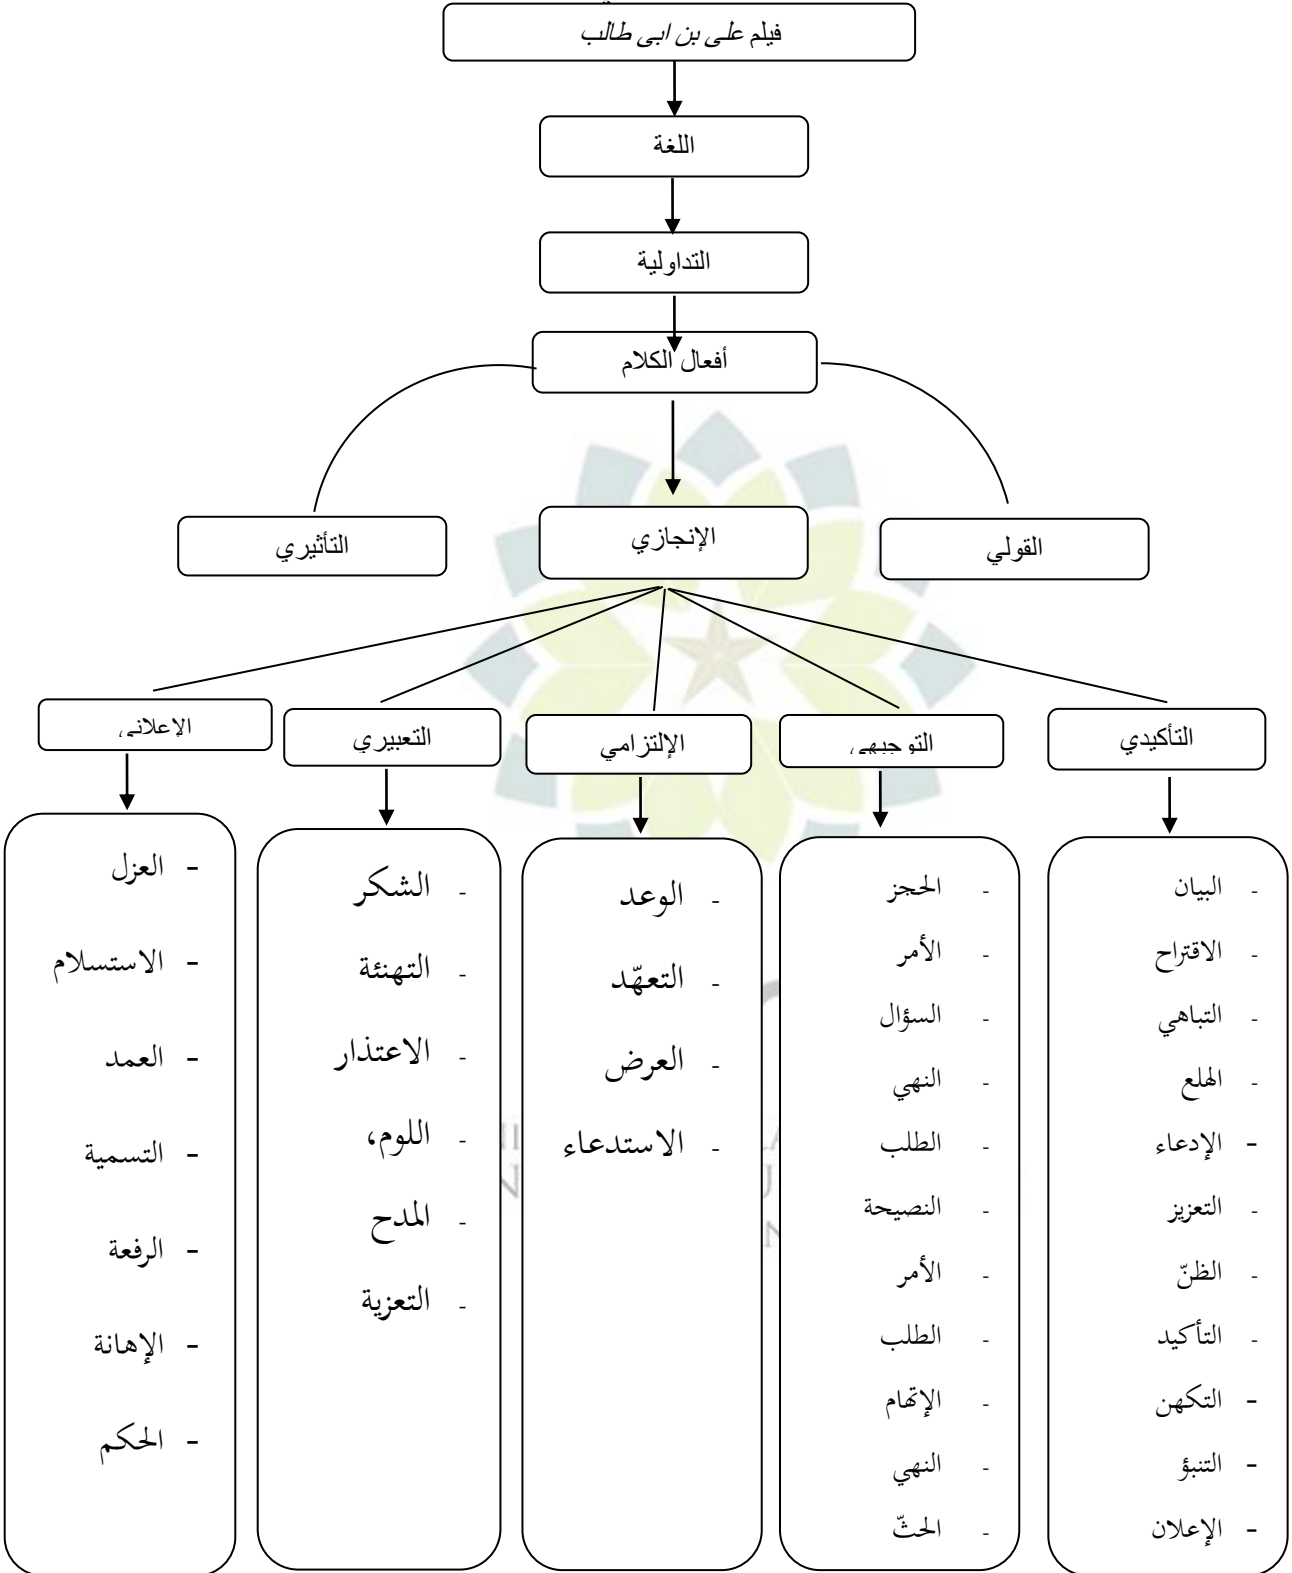 فيلم على بن ابى طالب
اللغة
التداولية
أفعال الكلام
القولي
الإنجازي
التأثيري
التأكيدي
التوجيهي
الإلتزامي
التعبيري
الإعلاني
- البيان
- الاقتراح
- التباهي
- الهلع
- الإدعاء
- التعزيز
- الظنّ
- التأكيد
- التكهن
- التنبؤ
- الإعلان
- الحجز
- الأمر
- السؤال
- النهي
- الطلب
- النصيحة
- الأمر
- الطلب
- الإتهام
- النهي
- الحثّ
- الوعد
- التعهّد
- العرض
- الاستدعاء
- الشكر
- التهنئة
- الاعتذار
- اللوم،
- المدح
- التعزية
- العزل
- الاستسلام
- العمد
- التسمية
- الرفعة
- الإهانة
- الحكم